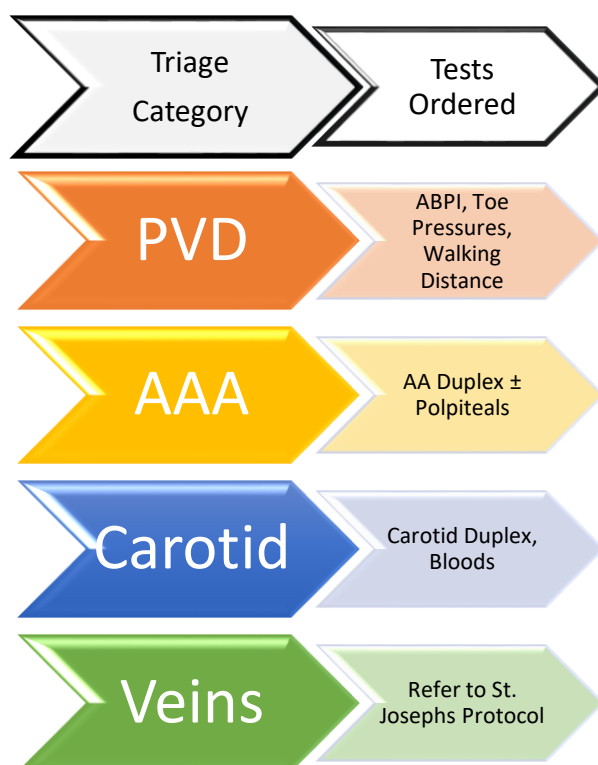 Triage
Category
Tests
Ordered
PVD
ABPI, Toe
Pressures,
Walking
Distance
AAA
AA Duplex ±
Polpiteals
Carotid
Carotid Duplex,
Bloods
Veins
Refer to St.
Josephs Protocol